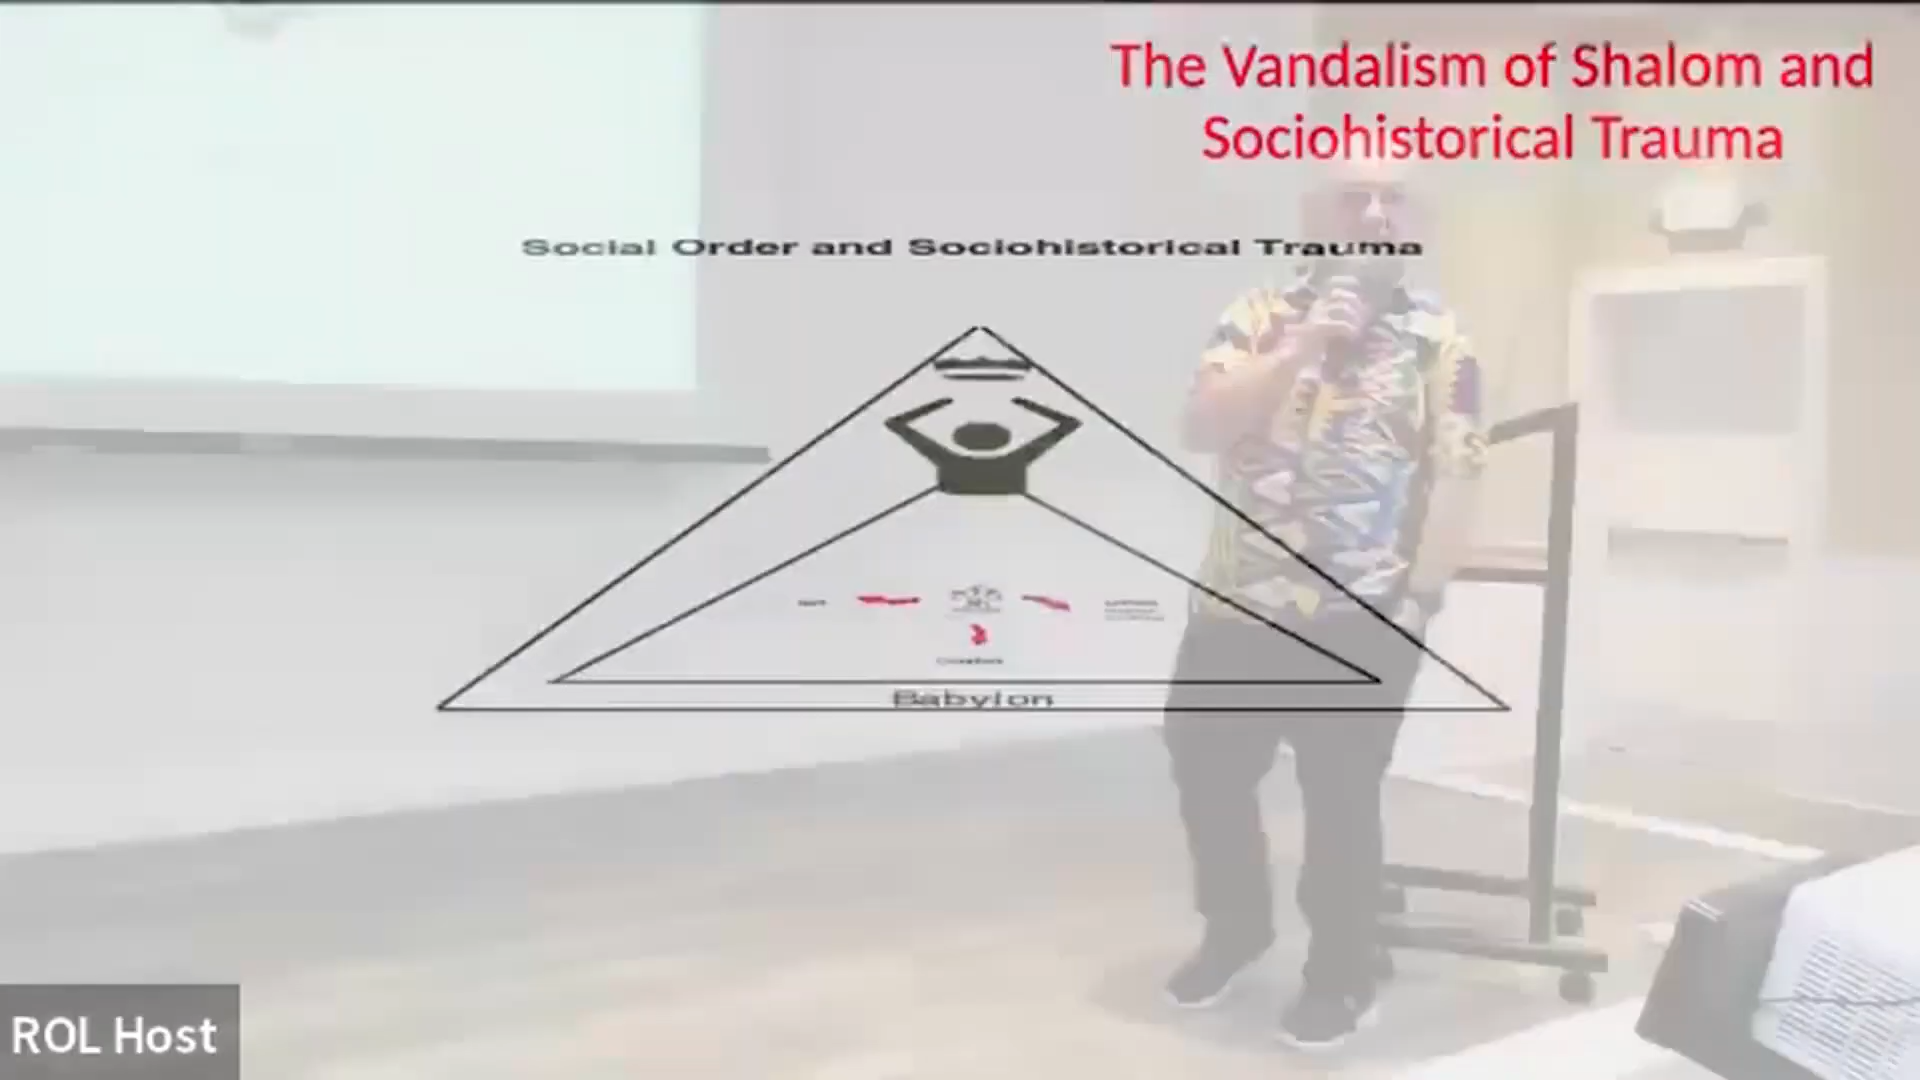 The Vandalism of Shalom and
Sociohistorical Trauma
Social Order and Sociohistorical Trauma
Babylon
ROL Host